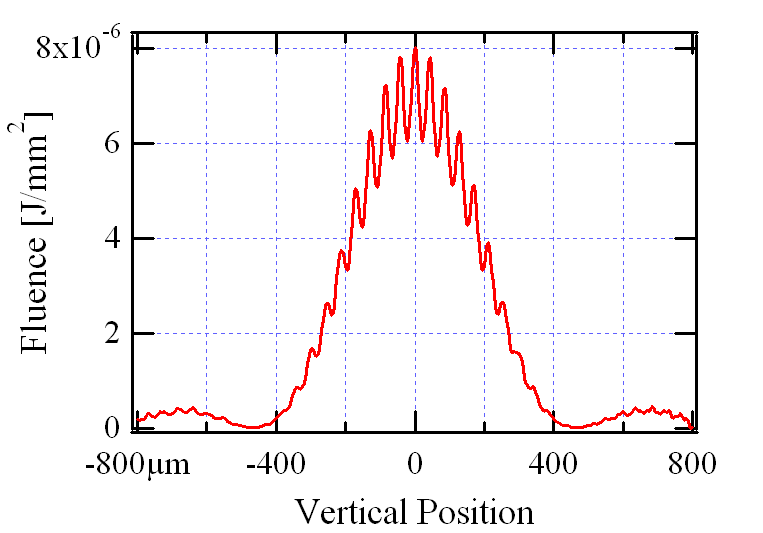 8x10⁻⁶
6
4
2
0
Fluence [J/mm²]
-800μm -400 0 400 800
Vertical Position